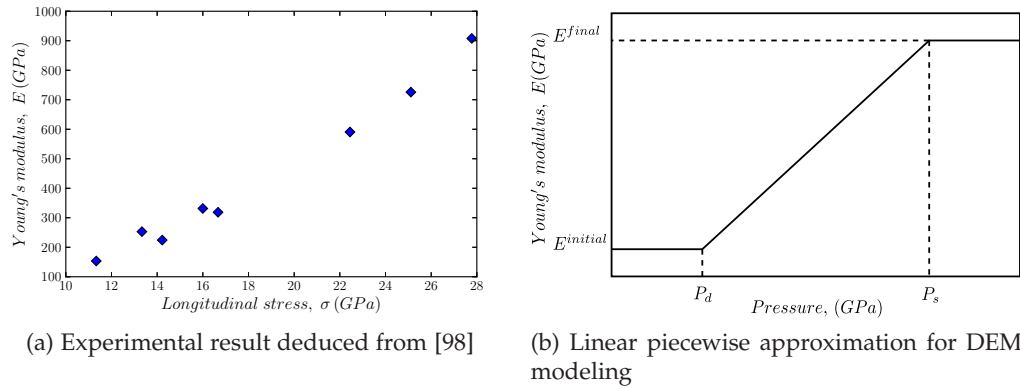 1000
900
800
700
600
500
400
300
200
100
Young's modulus, E (GPa)
10 12 14 16 18 20 22 24 26 28
Longitudinal stress, σ (GPa)
(a) Experimental result deduced from [98]
E^{final}
E^{initial}
Young's modulus, E(GPa)
P_d P_s
Pressure, (GPa)
(b) Linear piecewise approximation for DEM
modeling